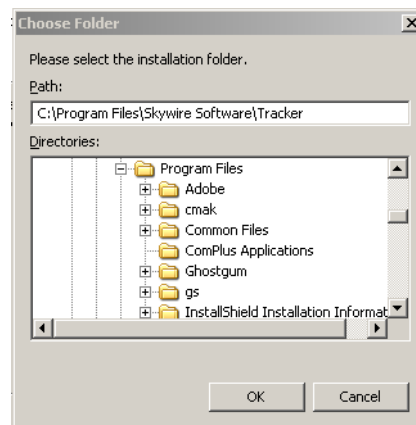 Choose Folder
Please select the installation folder.
Path:
C:\Program Files\Skywire Software\Tracker
Directories:
Program Files
Adobe
cmak
Common Files
ComPlus Applications
Ghostgum
gs
InstallShield Installation Informat
OK
Cancel